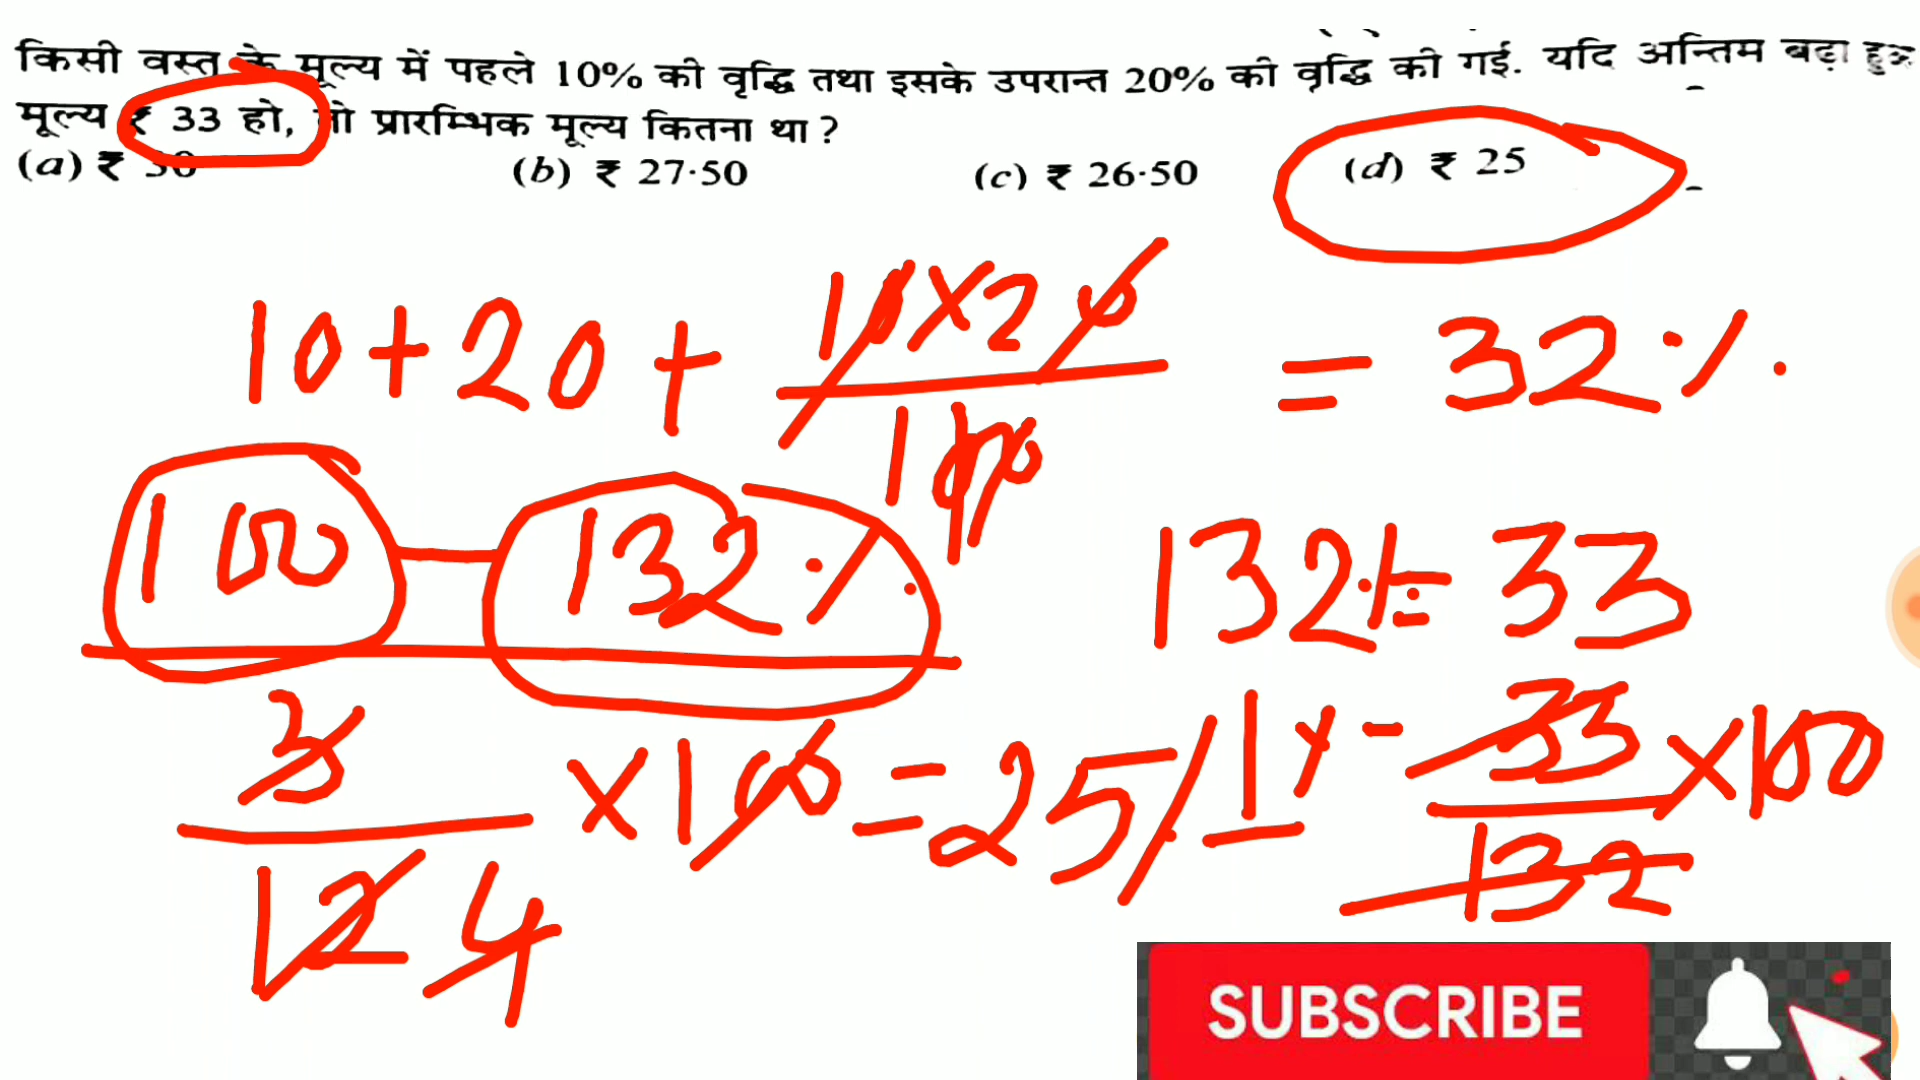 किसी वस्तु के मूल्य में पहले 10% की वृद्धि तथा इसके उपरान्त 20% की वृद्धि की गई. यदि अन्तिम बढ़ा हुआ
मूल्य ₹ 33 हो, तो प्रारम्भिक मूल्य कितना था ?
(a) ₹ 30 (b) ₹ 27·50 (c) ₹ 26·50 (d) ₹ 25
10 + 20 + 10×20/100 = 32%
100 — 132%
132% = 33
1% = 33/132 × 100
3/12 4 × 100 = 25
SUBSCRIBE